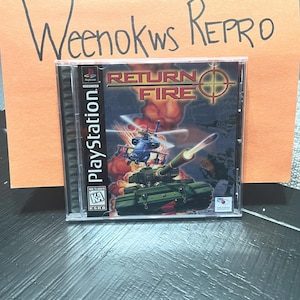 Weenokws Repro
RETURN
FIRE
PlayStation
K-A